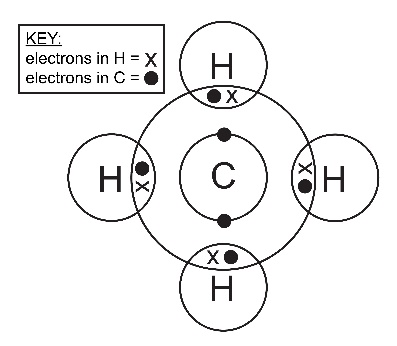 KEY:
electrons in H = X
electrons in C = ●
H
●X
H
●
X
C
X
●
H
X●
H